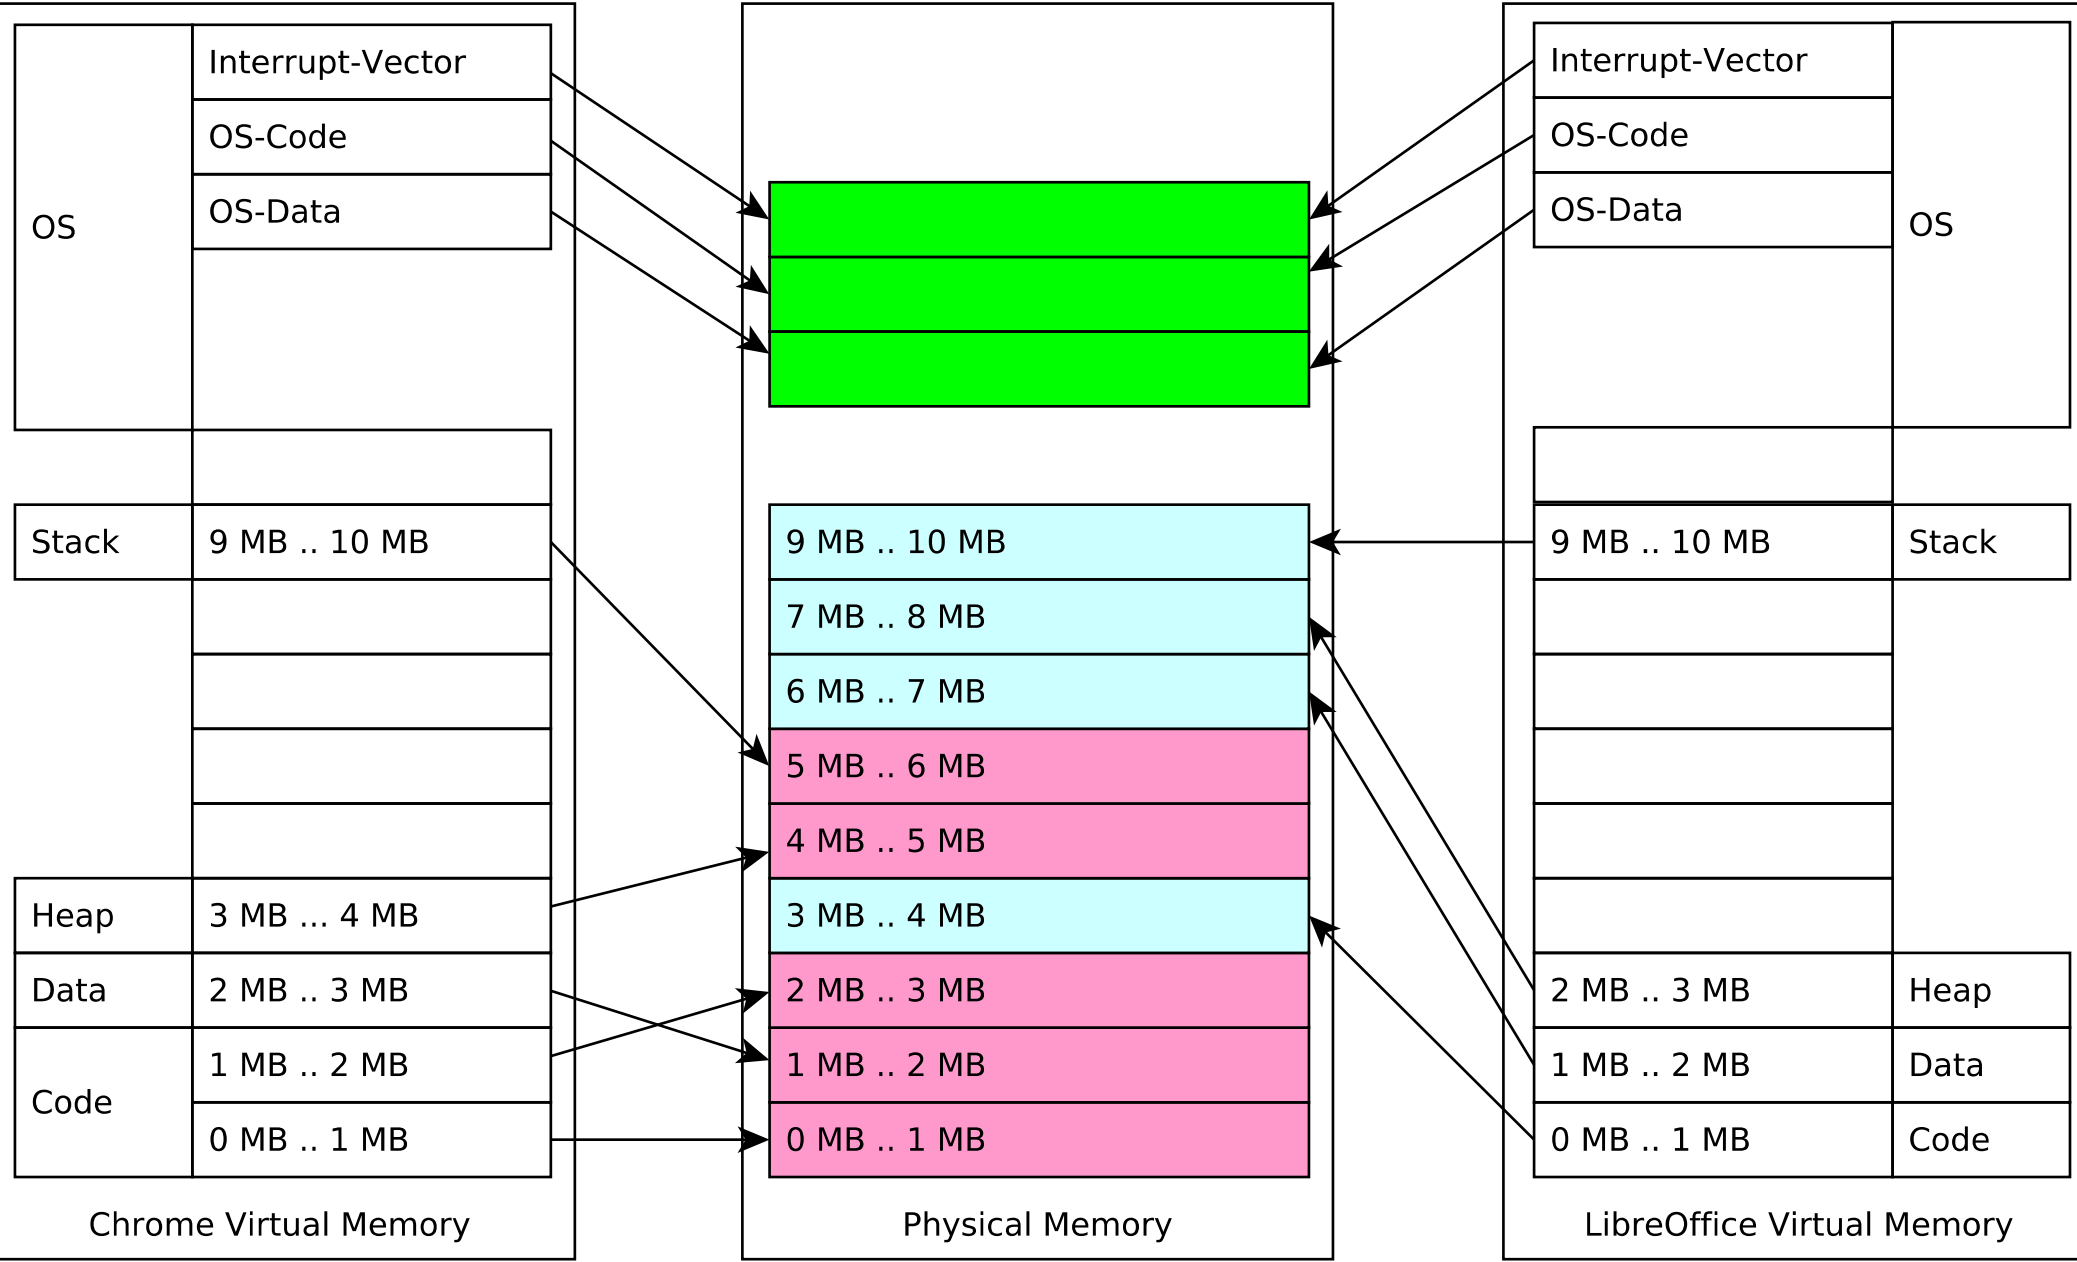 Interrupt-Vector
OS-Code
OS-Data
OS
Stack
9 MB .. 10 MB
Heap
3 MB ... 4 MB
Data
2 MB .. 3 MB
Code
1 MB .. 2 MB
0 MB .. 1 MB
Chrome Virtual Memory
9 MB .. 10 MB
7 MB .. 8 MB
6 MB .. 7 MB
5 MB .. 6 MB
4 MB .. 5 MB
3 MB .. 4 MB
2 MB .. 3 MB
1 MB .. 2 MB
0 MB .. 1 MB
Physical Memory
Interrupt-Vector
OS-Code
OS-Data
OS
9 MB .. 10 MB
Stack
2 MB .. 3 MB
Heap
1 MB .. 2 MB
Data
0 MB .. 1 MB
Code
LibreOffice Virtual Memory